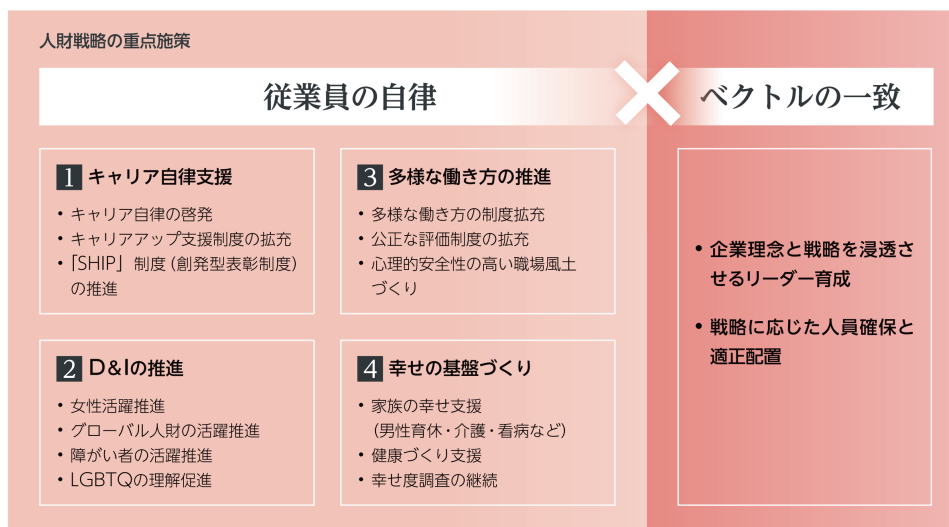 人財戦略の重点施策
従業員の自律
ベクトルの一致
1 キャリア自律支援
• キャリア自律の啓発
• キャリアアップ支援制度の拡充
• 「SHIP」制度(創発型表彰制度)
の推進
2 D&Iの推進
• 女性活躍推進
• グローバル人財の活躍推進
• 障がい者の活躍推進
• LGBTQの理解促進
3 多様な働き方の推進
• 多様な働き方の制度拡充
• 公正な評価制度の拡充
• 心理的安全性の高い職場風土
づくり
4 幸せの基盤づくり
• 家族の幸せ支援
(男性育休・介護・看病など)
• 健康づくり支援
• 幸せ度調査の継続
• 企業理念と戦略を浸透さ
せるリーダー育成
• 戦略に応じた人員確保と
適正配置